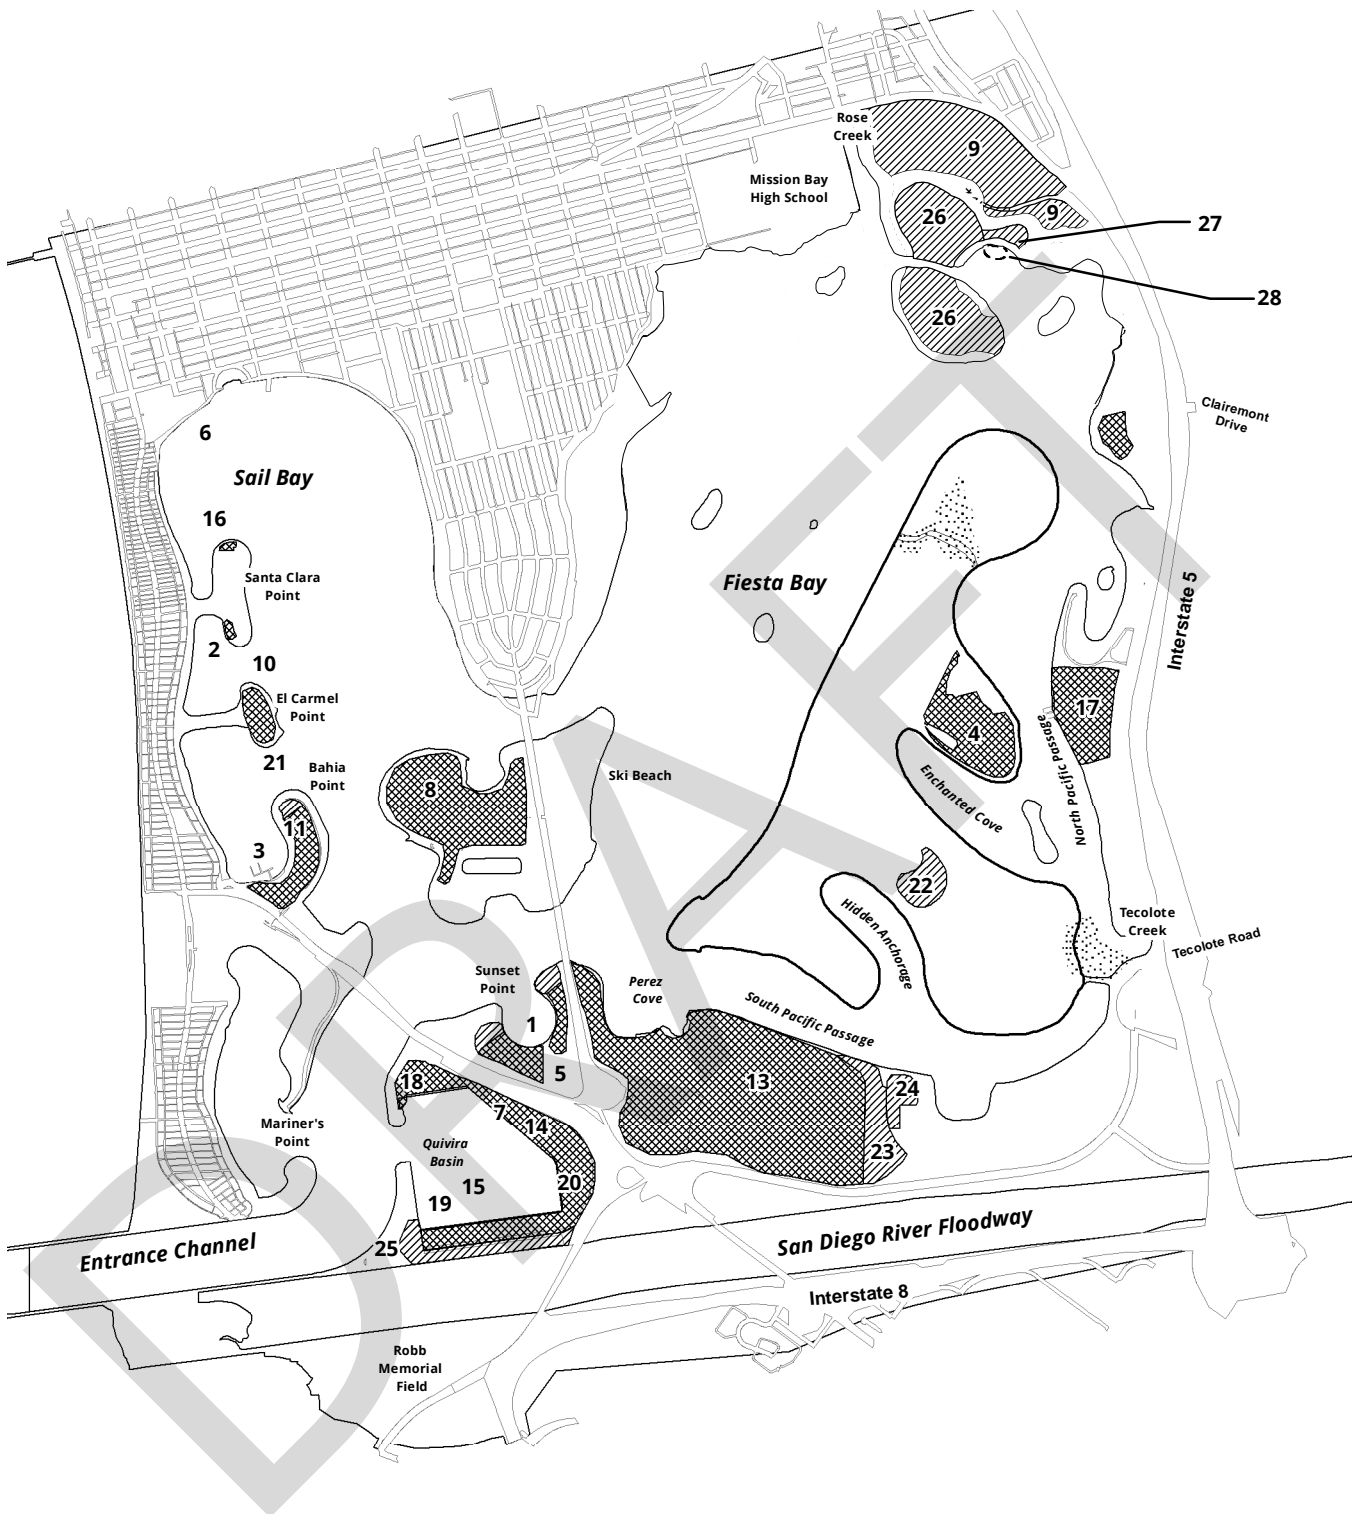 Rose
Creek
9
Mission Bay
High School
26
9
27
28
26
Clairemont
Drive
6
Sail Bay
16
Santa Clara
Point
Fiesta Bay
Interstate 5
2
10
El Carmel
Point
17
4
North Pacific Passage
21
Bahia
Point
Ski Beach
8
Enchanted Cove
11
3
22
Hidden Anchorage
Tecolote
Creek
Tecolote Road
Sunset
Point
Perez
Cove
South Pacific Passage
1
5
13
18
24
7
14
Mariner's
Point
Quivira
Basin
23
15
20
19
25
Entrance Channel
San Diego River Floodway
Interstate 8
Robb
Memorial
Field
DRAFT